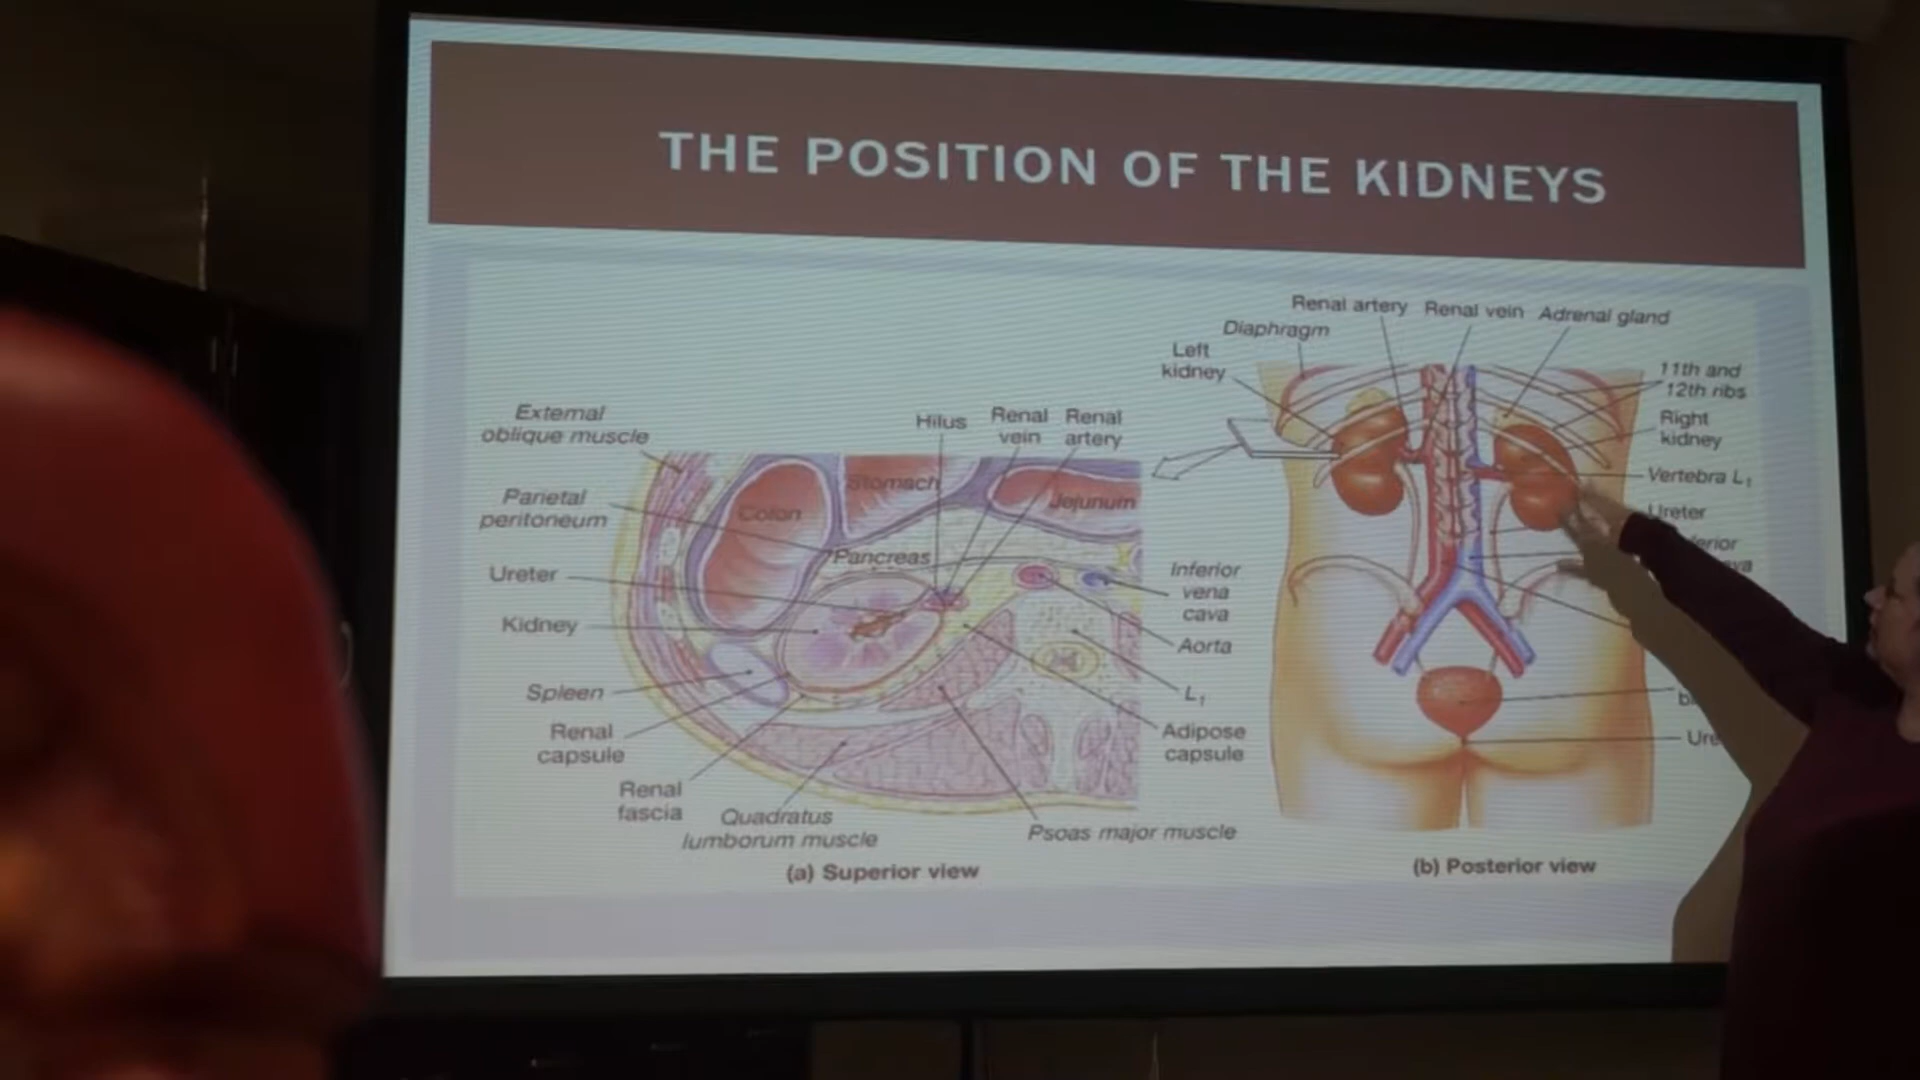 THE POSITION OF THE KIDNEYS
External
oblique muscle
Parietal
peritoneum
Ureter
Kidney
Spleen
Renal
capsule
Renal
fascia
Quadratus
lumborum muscle
Colon
Stomach
Pancreas
Jejunum
Hilus
Renal
vein
Renal
artery
Inferior
vena
cava
Aorta
L₁
Adipose
capsule
Psoas major muscle
(a) Superior view
Renal artery
Renal vein
Adrenal gland
Diaphragm
Left
kidney
11th and
12th ribs
Right
kidney
Vertebra L₁
Ureter
(b) Posterior view